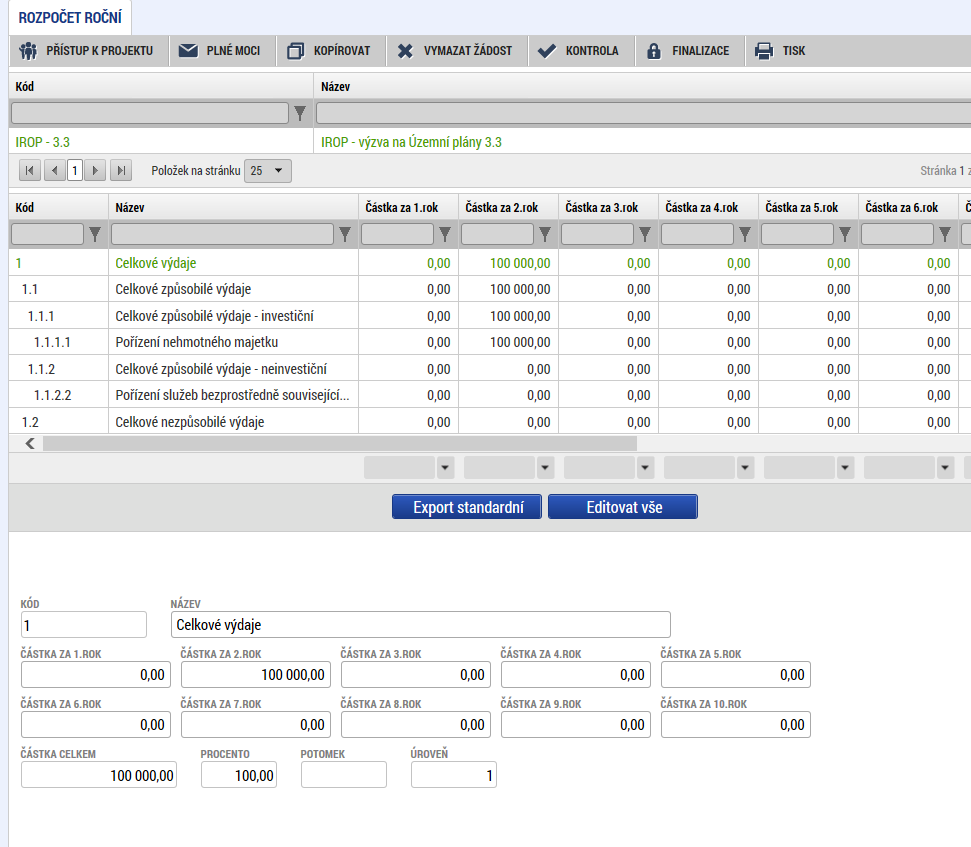 ROZPOČET ROČNÍ
PŘÍSTUP K PROJEKTU PLNÉ MOCI KOPÍROVAT VYMAZAT ŽÁDOST KONTROLA FINALIZACE TISK
Kód Název
IROP - 3.3 IROP - výzva na Územní plány 3.3
1 Položek na stránku 25 Stránka 1 z
Kód Název Částka za 1.rok Částka za 2.rok Částka za 3.rok Částka za 4.rok Částka za 5.rok Částka za 6.rok Č
1 Celkové výdaje 0,00 100 000,00 0,00 0,00 0,00 0,00
1.1 Celkové způsobilé výdaje 0,00 100 000,00 0,00 0,00 0,00 0,00
1.1.1 Celkové způsobilé výdaje - investiční 0,00 100 000,00 0,00 0,00 0,00 0,00
1.1.1.1 Pořízení nehmotného majetku 0,00 100 000,00 0,00 0,00 0,00 0,00
1.1.2 Celkové způsobilé výdaje - neinvestiční 0,00 0,00 0,00 0,00 0,00 0,00
1.1.2.2 Pořízení služeb bezprostředně související... 0,00 0,00 0,00 0,00 0,00 0,00
1.2 Celkové nezpůsobilé výdaje 0,00 0,00 0,00 0,00 0,00 0,00
Export standardní Editovat vše
KÓD NÁZEV
1 Celkové výdaje
ČÁSTKA ZA 1.ROK ČÁSTKA ZA 2.ROK ČÁSTKA ZA 3.ROK ČÁSTKA ZA 4.ROK ČÁSTKA ZA 5.ROK
0,00 100 000,00 0,00 0,00 0,00
ČÁSTKA ZA 6.ROK ČÁSTKA ZA 7.ROK ČÁSTKA ZA 8.ROK ČÁSTKA ZA 9.ROK ČÁSTKA ZA 10.ROK
0,00 0,00 0,00 0,00 0,00
ČÁSTKA CELKEM PROCENTO POTOMEK ÚROVEŇ
100 000,00 100,00 1